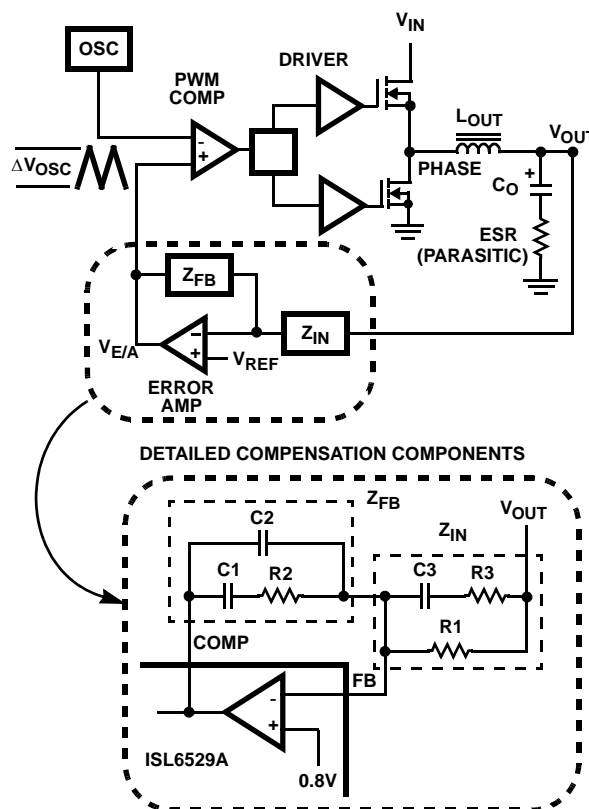 V_IN
OSC
DRIVER
PWM
COMP
L_OUT
V_OUT
-
+
ΔV_OSC
PHASE
+
C_O
ESR
(PARASITIC)
Z_FB
–
+
Z_IN
V_E/A
V_REF
ERROR
AMP
DETAILED COMPENSATION COMPONENTS
Z_FB
V_OUT
C2
Z_IN
C1
R2
C3
R3
R1
COMP
FB
-
+
ISL6529A
0.8V